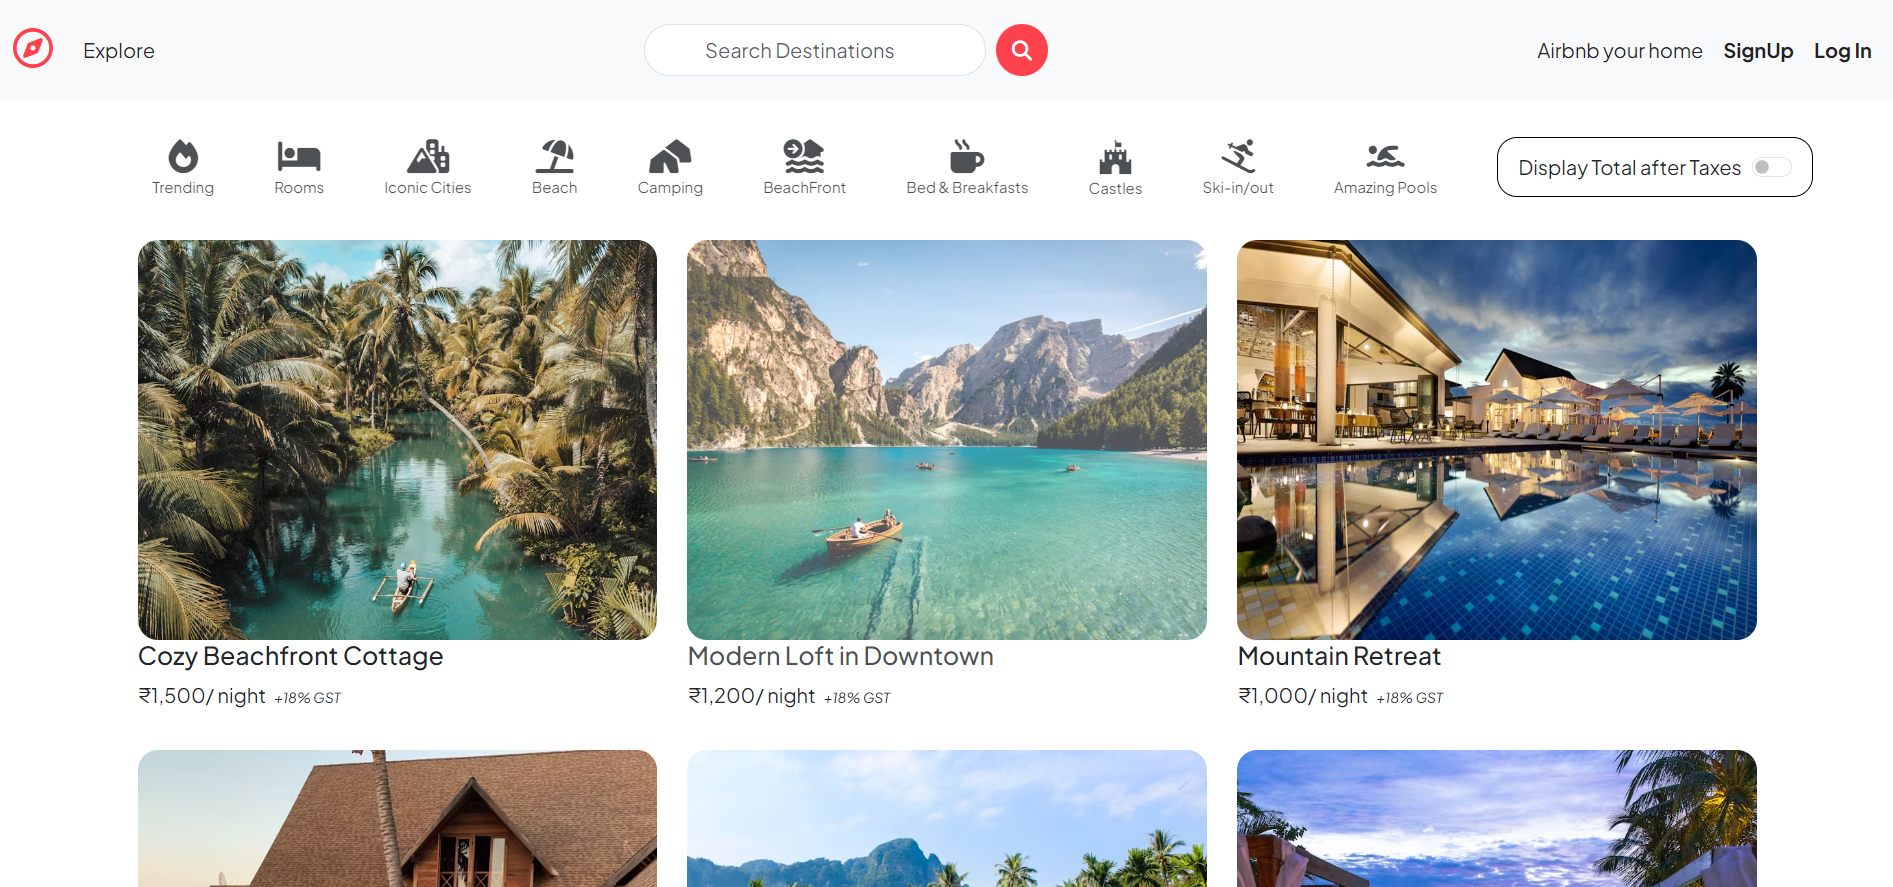 Explore
Search Destinations
Airbnb your home SignUp Log In
Trending Rooms Iconic Cities Beach Camping BeachFront Bed & Breakfasts Castles Ski-in/out Amazing Pools
Display Total after Taxes
Cozy Beachfront Cottage
₹1,500/ night +18% GST
Modern Loft in Downtown
₹1,200/ night +18% GST
Mountain Retreat
₹1,000/ night +18% GST